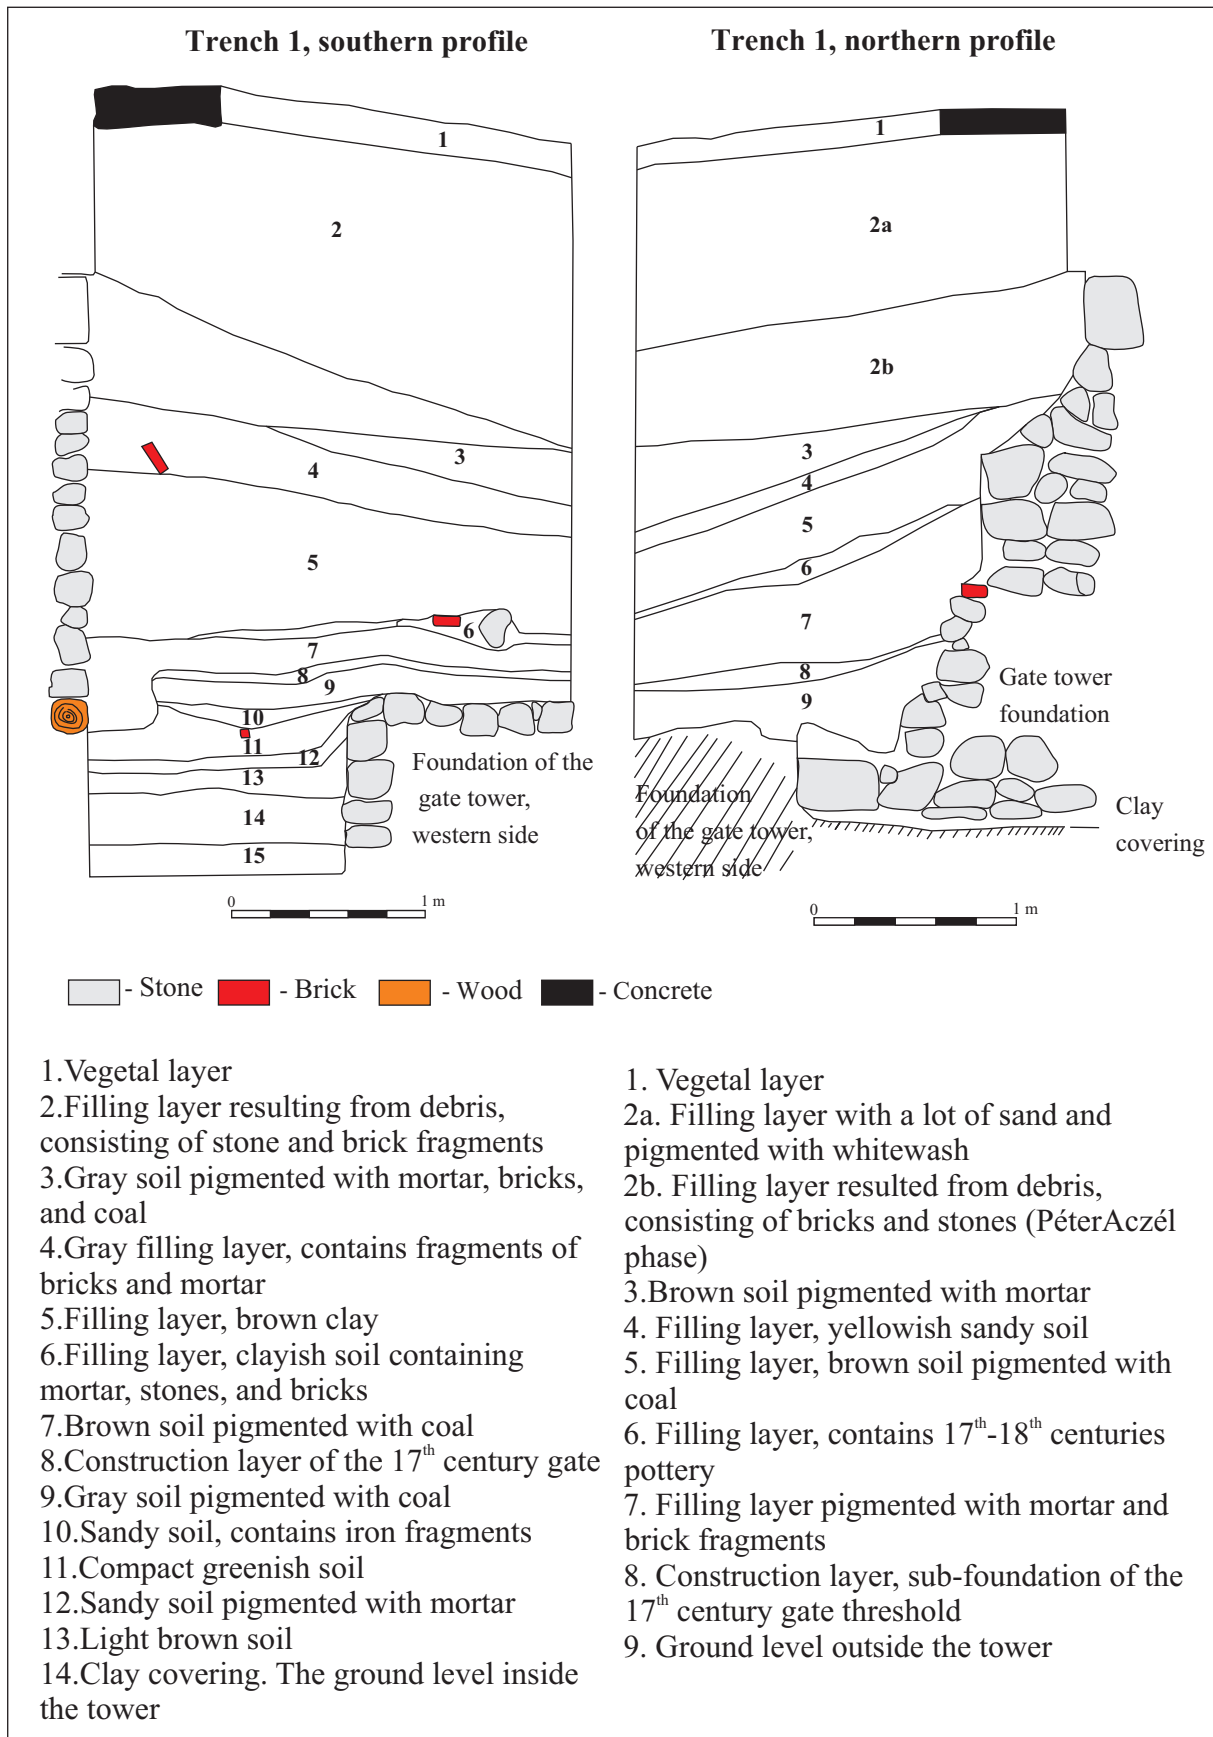 Trench 1, southern profile
1
2
3
4
5
6
7
8
9
10
11
12
13
14
15
Foundation of the
gate tower,
western side
0 1 m
Trench 1, northern profile
1
2a
2b
3
4
5
6
7
8
9
Gate tower
foundation
Foundation
of the gate tower,
western side
Clay
covering
0 1 m
- Stone - Brick - Wood - Concrete
1.Vegetal layer
2.Filling layer resulting from debris,
consisting of stone and brick fragments
3.Gray soil pigmented with mortar, bricks,
and coal
4.Gray filling layer, contains fragments of
bricks and mortar
5.Filling layer, brown clay
6.Filling layer, clayish soil containing
mortar, stones, and bricks
7.Brown soil pigmented with coal
8.Construction layer of the 17th century gate
9.Gray soil pigmented with coal
10.Sandy soil, contains iron fragments
11.Compact greenish soil
12.Sandy soil pigmented with mortar
13.Light brown soil
14.Clay covering. The ground level inside
the tower
1. Vegetal layer
2a. Filling layer with a lot of sand and
pigmented with whitewash
2b. Filling layer resulted from debris,
consisting of bricks and stones (PéterAczél
phase)
3.Brown soil pigmented with mortar
4. Filling layer, yellowish sandy soil
5. Filling layer, brown soil pigmented with
coal
6. Filling layer, contains 17th-18th centuries
pottery
7. Filling layer pigmented with mortar and
brick fragments
8. Construction layer, sub-foundation of the
17th century gate threshold
9. Ground level outside the tower